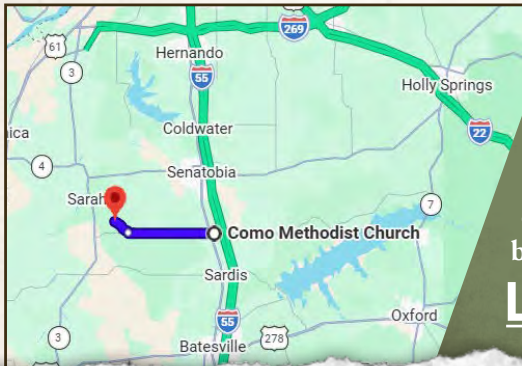 269
61
Hernando
3
55
Holly Springs
22
Coldwater
ica
4
Senatobia
7
Sarah
Como Methodist Church
b
L
Sardis
Oxford
3
55
278
Batesville